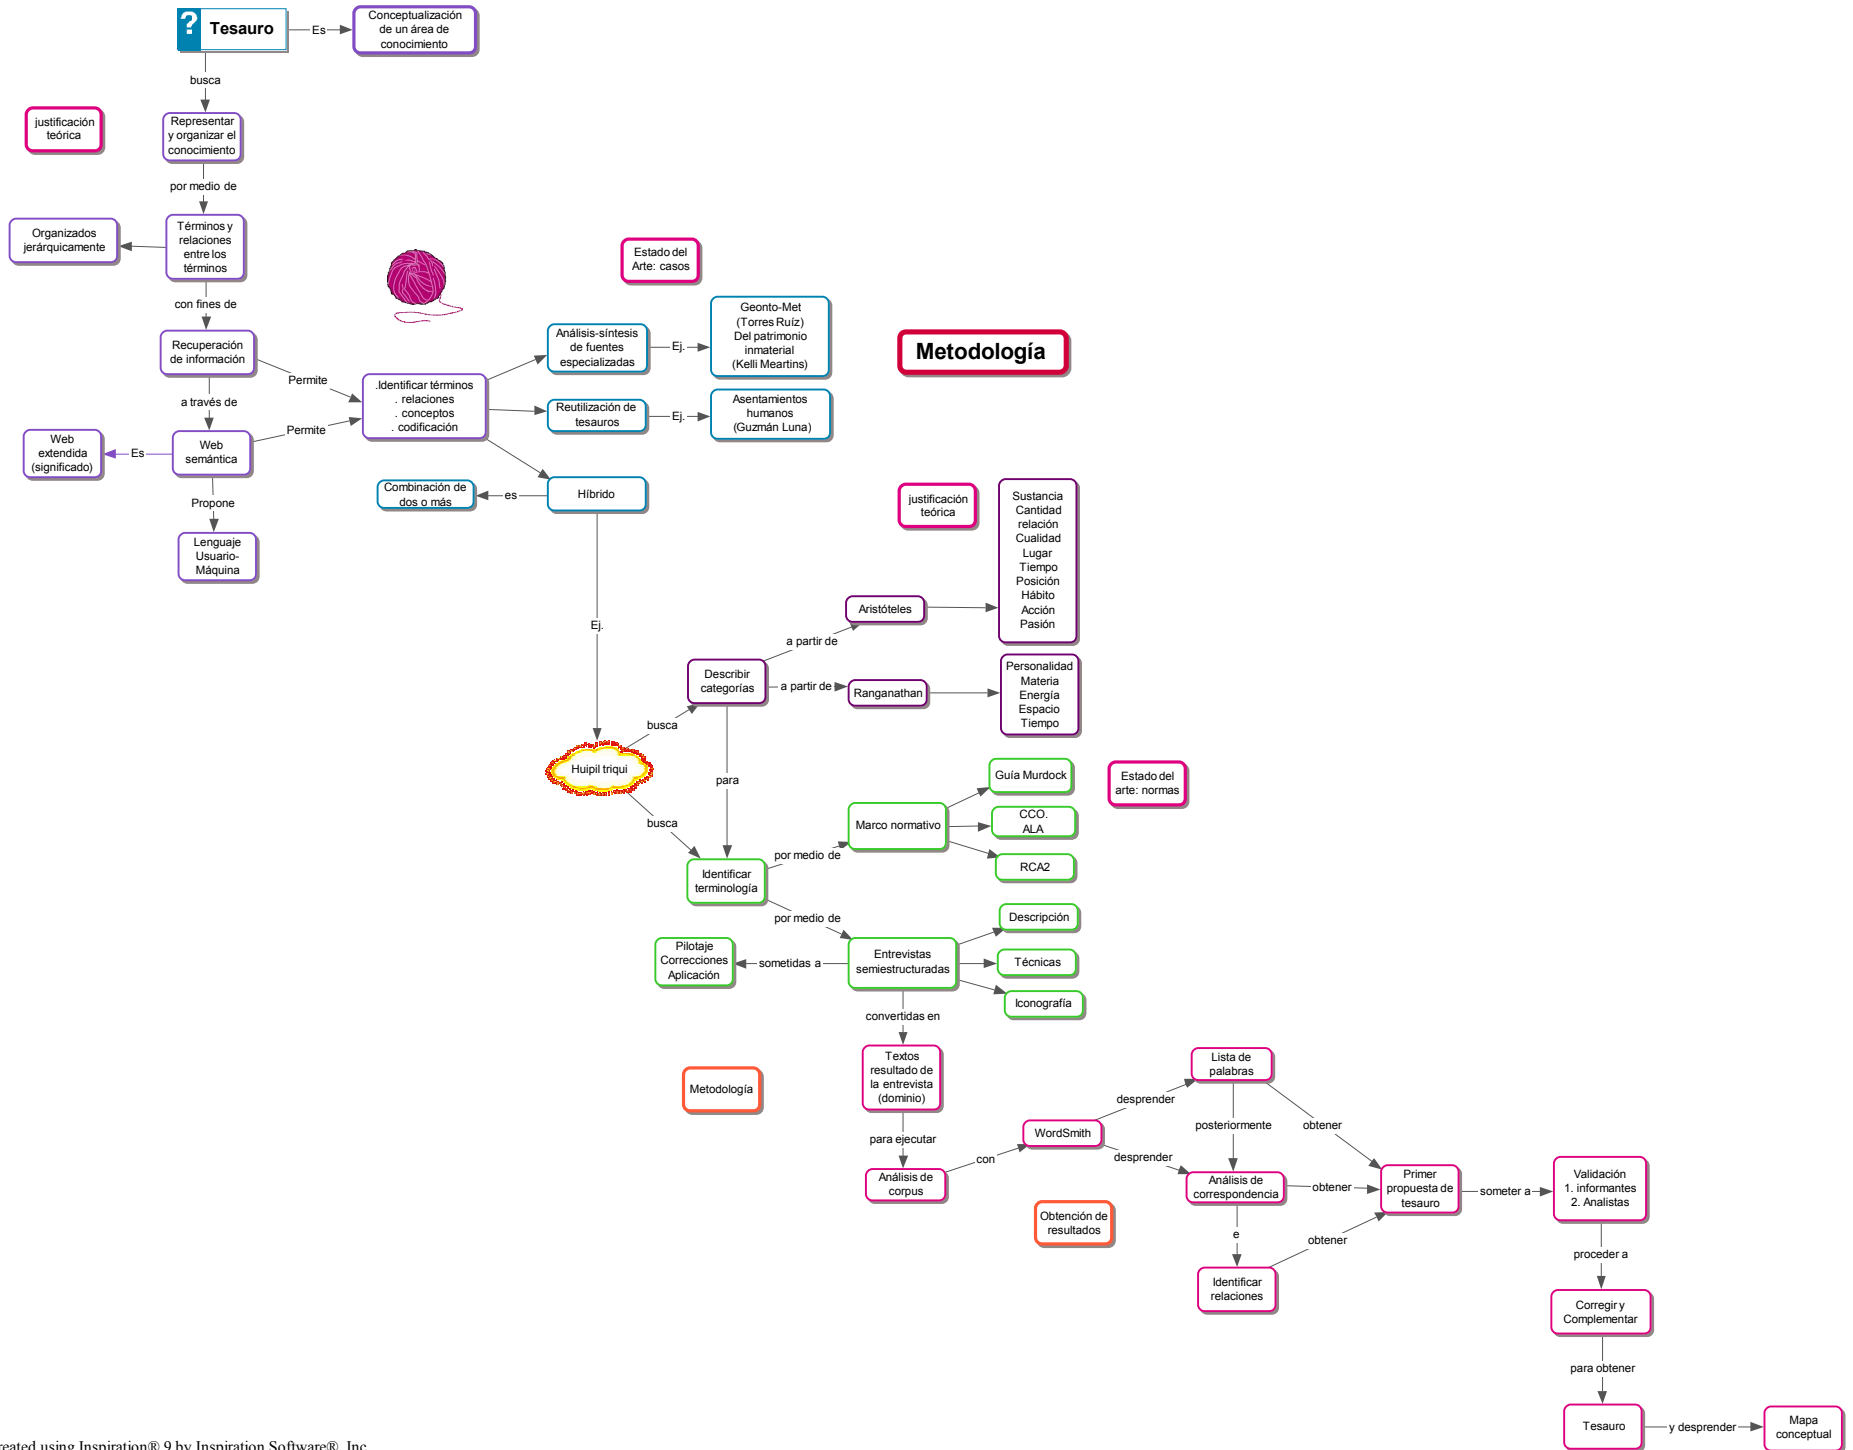 ?
Tesauro
Es
Conceptualización
de un área de
conocimiento
busca
justificación
teórica
Representar
y organizar el
conocimiento
por medio de
Organizados
jerárquicamente
Términos y
relaciones
entre los
términos
con fines de
Recuperación
de información
Permite
a través de
Web
extendida
(significado)
Es
Web
semántica
Permite
Propone
Lenguaje
Usuario-
Máquina
.Identificar términos
. relaciones
. conceptos
. codificación
Estado del
Arte: casos
Análisis-síntesis
de fuentes
especializadas
Ej.
Geonto-Met
(Torres Ruíz)
Del patrimonio
inmaterial
(Kelli Meartins)
Metodología
Reutilización de
tesauros
Ej.
Asentamientos
humanos
(Guzmán Luna)
Combinación de
dos o más
es
Híbrido
justificación
teórica
Sustancia
Cantidad
relación
Cualidad
Lugar
Tiempo
Posición
Hábito
Acción
Pasión
Ej.
Aristóteles
a partir de
Describir
categorías
a partir de
Ranganathan
Personalidad
Materia
Energía
Espacio
Tiempo
busca
Huipil triqui
para
busca
Guía Murdock
Estado del
arte: normas
Marco normativo
CCO.
ALA
RCA2
por medio de
Identificar
terminología
por medio de
Descripción
Pilotaje
Correcciones
Aplicación
sometidas a
Entrevistas
semiestructuradas
Técnicas
Iconografía
convertidas en
Textos
resultado de
la entrevista
(dominio)
Metodología
para ejecutar
Análisis de
corpus
con
WordSmith
desprender
desprender
Lista de
palabras
posteriormente
obtener
Análisis de
correspondencia
obtener
Primer
propuesta de
tesauro
someter a
Validación
1. informantes
2. Analistas
Obtención de
resultados
e
obtener
Identificar
relaciones
proceder a
Corregir y
Complementar
para obtener
Tesauro
y desprender
Mapa
conceptual
reated using Inspiration® 9 by Inspiration Software®, Inc.